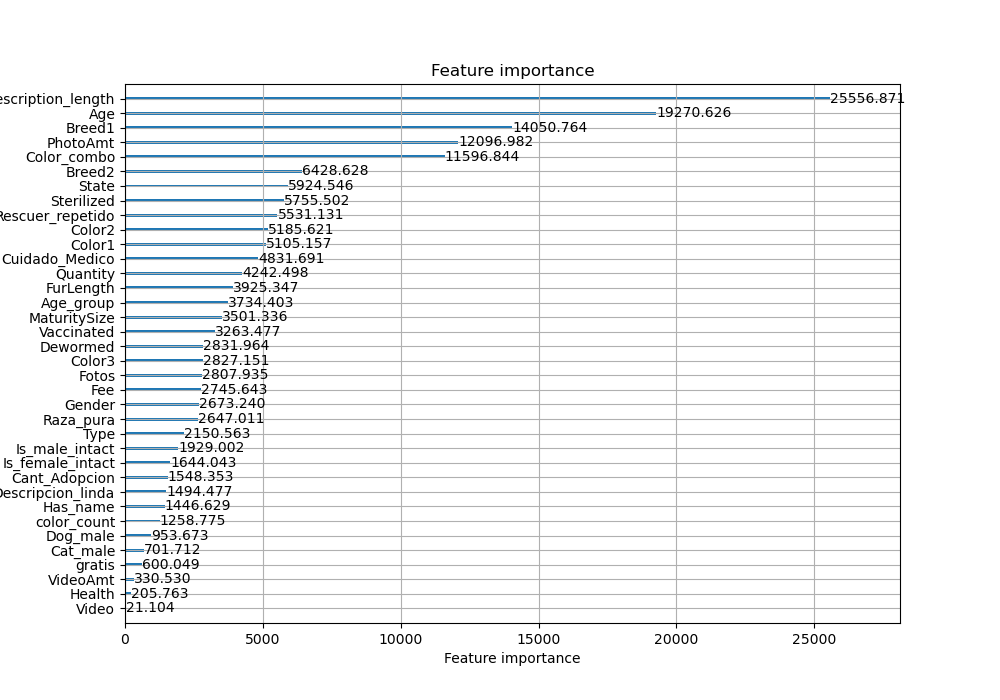 Feature importance
escription_length 25556.871
Age 19270.626
Breed1 14050.764
PhotoAmt 12096.982
Color_combo 11596.844
Breed2 6428.628
State 5924.546
Sterilized 5755.502
Rescuer_repetido 5531.131
Color2 5185.621
Color1 5105.157
Cuidado_Medico 4831.691
Quantity 4242.498
FurLength 3925.347
Age_group 3734.403
MaturitySize 3501.336
Vaccinated 3263.477
Dewormed 2831.964
Color3 2827.151
Fotos 2807.935
Fee 2745.643
Gender 2673.240
Raza_pura 2647.011
Type 2150.563
Is_male_intact 1929.002
Is_female_intact 1644.043
Cant_Adopcion 1548.353
Descripcion_linda 1494.477
Has_name 1446.629
color_count 1258.775
Dog_male 953.673
Cat_male 701.712
gratis 600.049
VideoAmt 330.530
Health 205.763
Video 21.104
0 5000 10000 15000 20000 25000
Feature importance